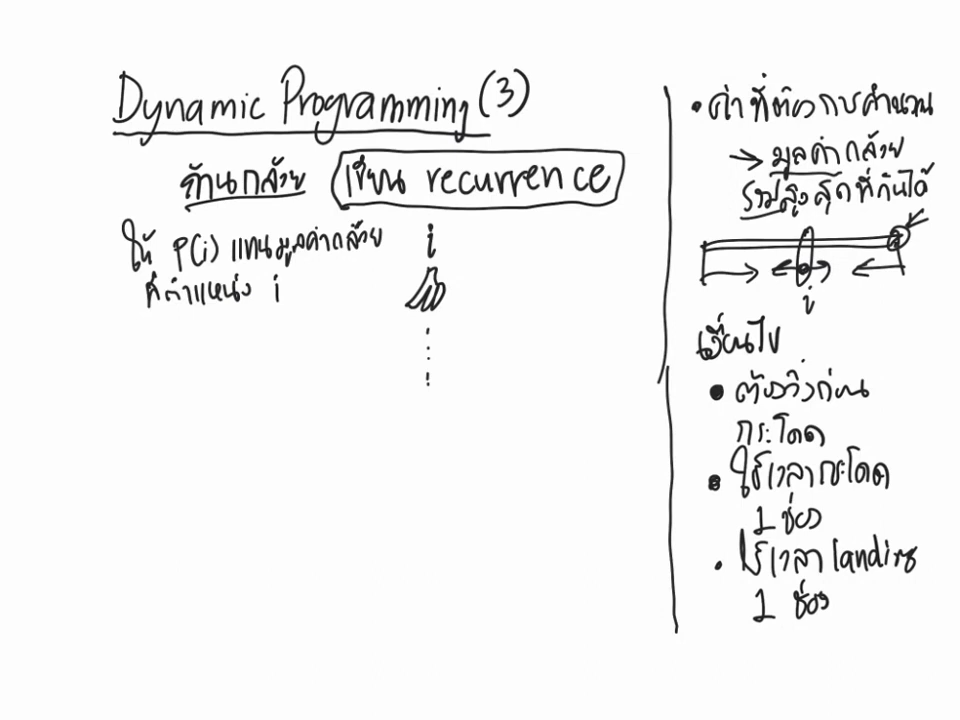 Dynamic Programming (3)
ก้านกล้วย เขียน recurrence
ให้ P(i) แทนมูลค่ากล้วย
ที่ตำแหน่ง i
i
• ค่าที่ต้องการคำนวณ
→ มูลค่ากล้วย
รวมสูงสุดที่กินได้
i
เงื่อนไข
• ต้องวิ่งก่อน
กระโดด
• ใช้เวลากระโดด
1 ช่อง
• ใช้เวลา landing
1 ช่อง